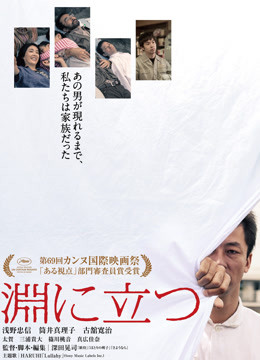 あの男が現れるまで、
私たちは家族だった
第69回カンヌ国際映画祭
「ある視点」部門審査員賞受賞
淵に立つ
浅野忠信 筒井真理子 古舘寛治
太賀 三浦貴大 篠川桃音 真広佳奈
監督・脚本・編集：深田晃司
主題歌：HARUHI「Lullaby」